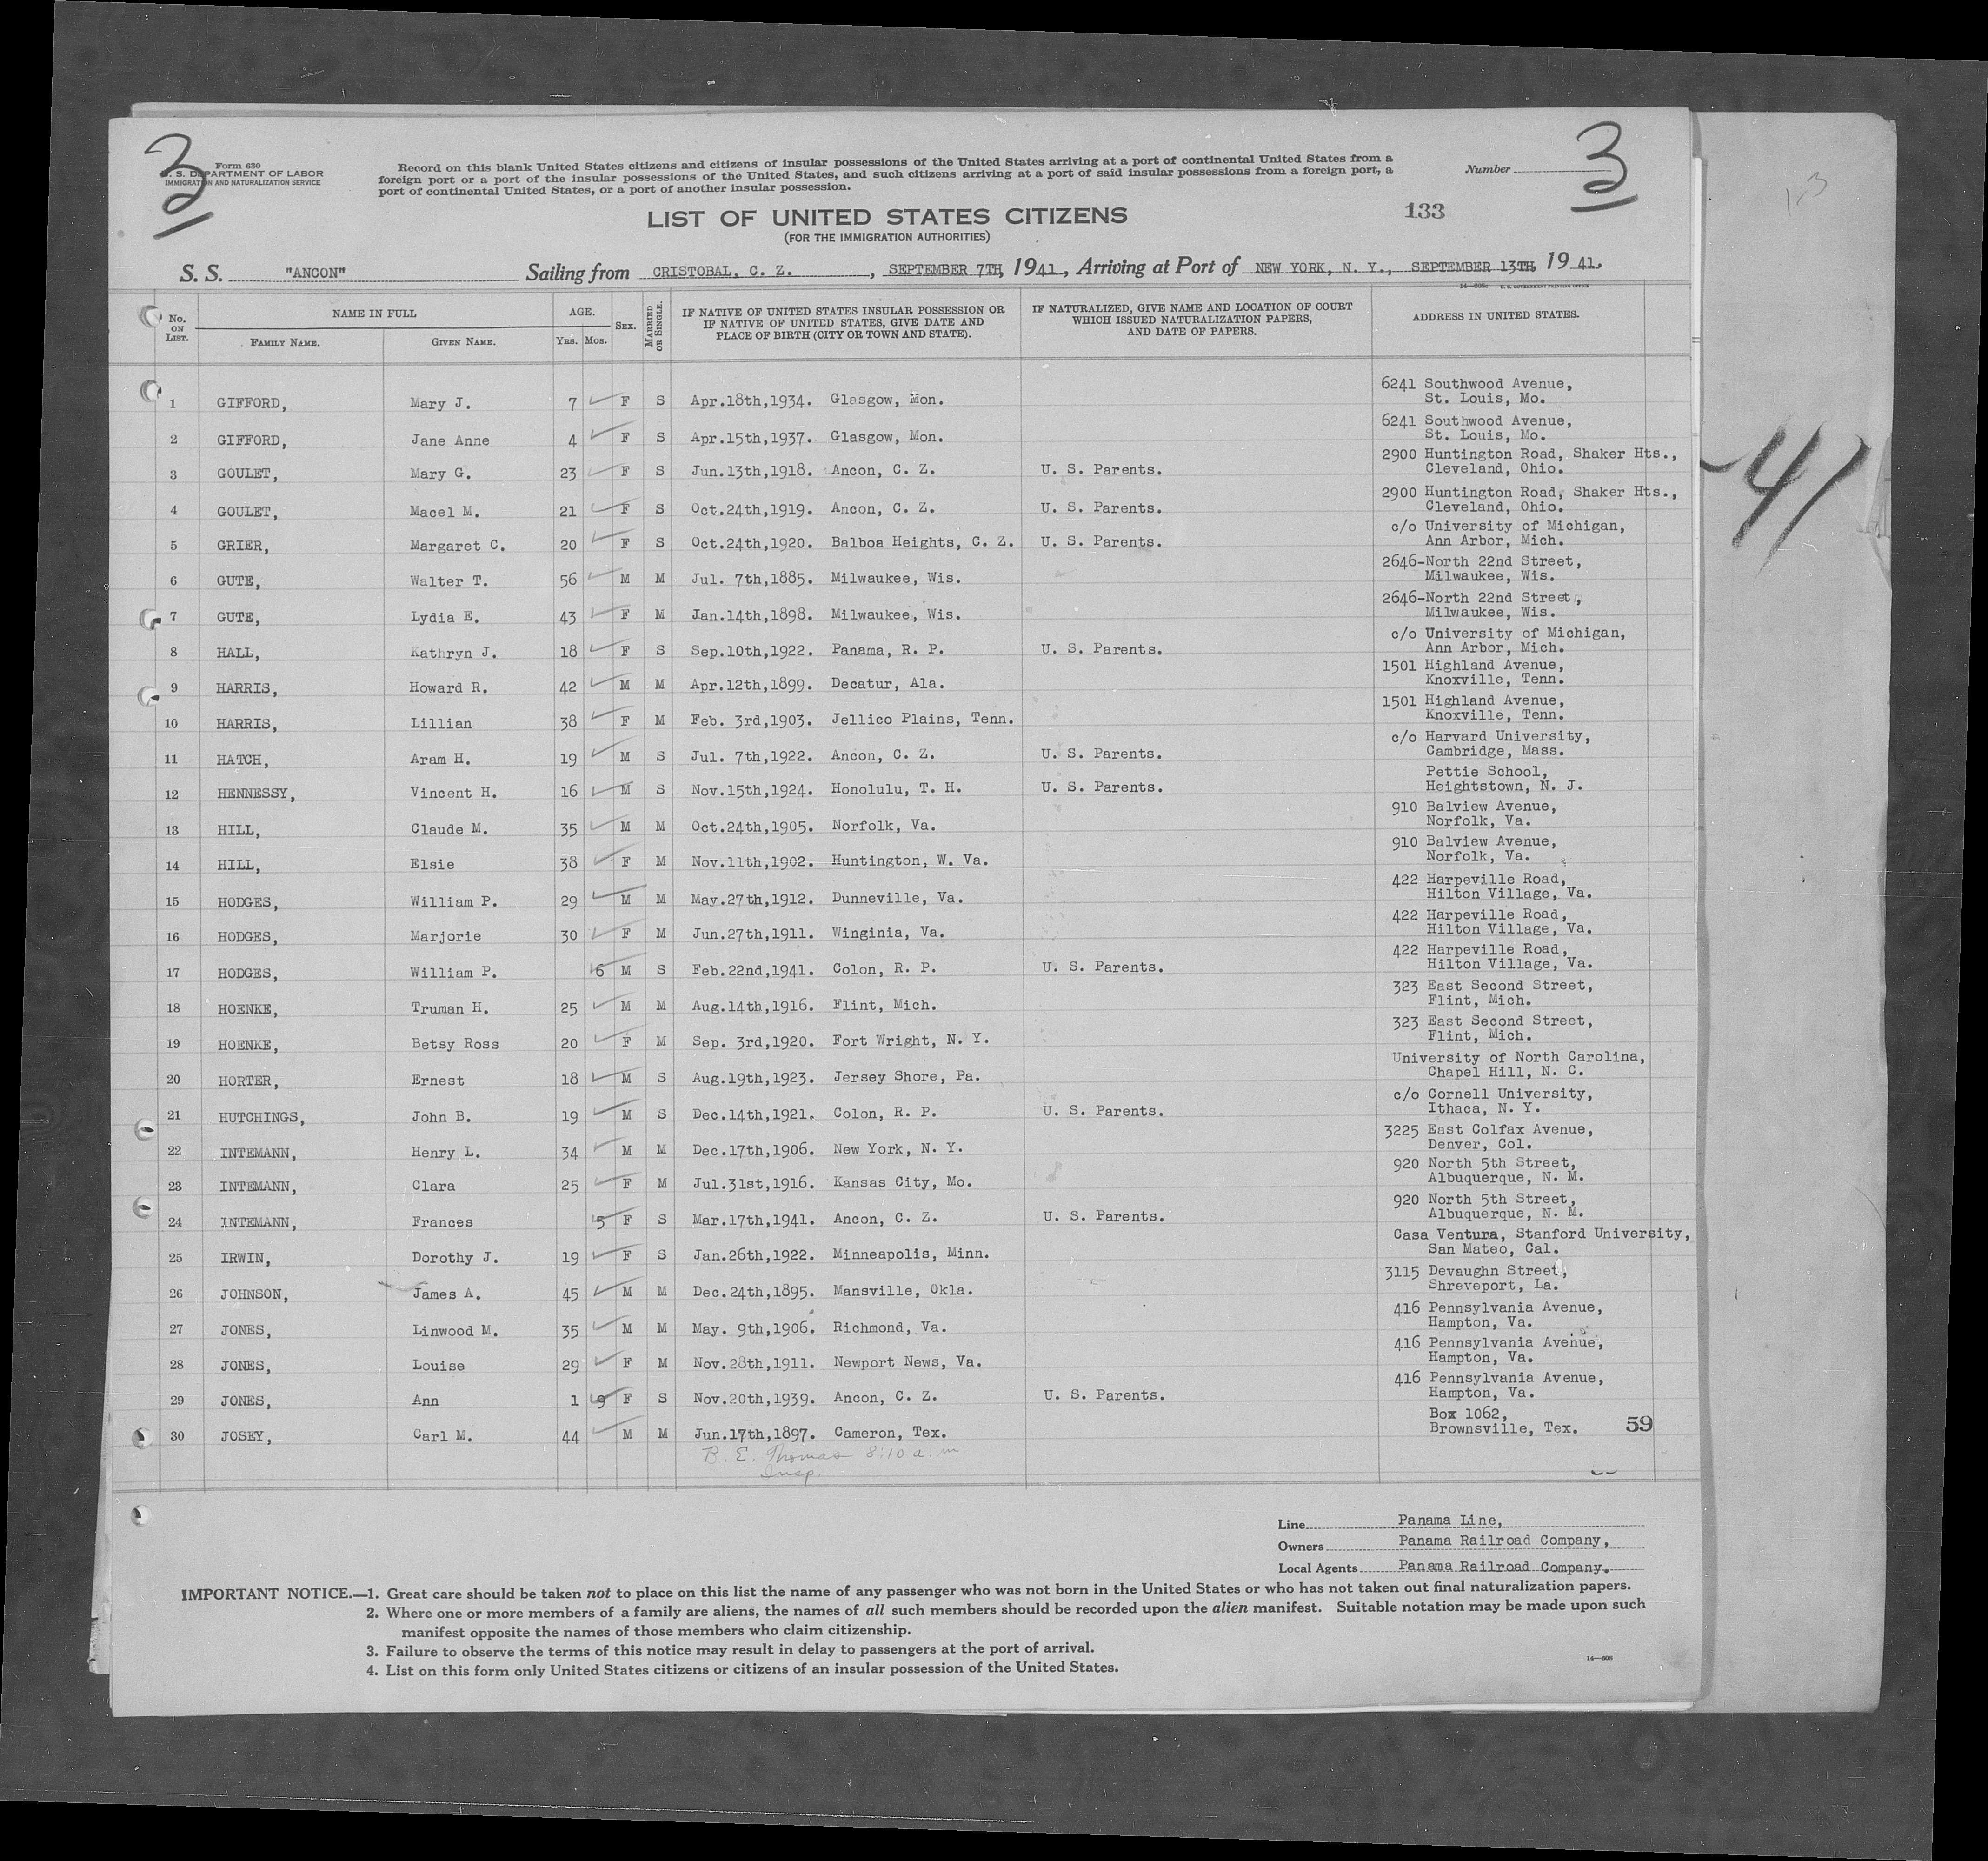 3
Form 630
U. S. DEPARTMENT OF LABOR
IMMIGRATION AND NATURALIZATION SERVICE
Record on this blank United States citizens and citizens of insular possessions of the United States arriving at a port of continental United States from a
foreign port or a port of the insular possessions of the United States, and such citizens arriving at a port of said insular possessions from a foreign port, a
port of continental United States, or a port of another insular possession.
Number
3
LIST OF UNITED STATES CITIZENS
133
(FOR THE IMMIGRATION AUTHORITIES)
S. S. "ANCON" Sailing from CRISTOBAL, C. Z., SEPTEMBER 7TH, 1941, Arriving at Port of NEW YORK, N. Y., SEPTEMBER 13TH, 1941.
No. ON LIST. NAME IN FULL FAMILY NAME. GIVEN NAME. AGE. YRS. MOS. SEX. MARRIED OR SINGLE. IF NATIVE OF UNITED STATES INSULAR POSSESSION OR IF NATIVE OF UNITED STATES, GIVE DATE AND PLACE OF BIRTH (CITY OR TOWN AND STATE). IF NATURALIZED, GIVE NAME AND LOCATION OF COURT WHICH ISSUED NATURALIZATION PAPERS, AND DATE OF PAPERS. ADDRESS IN UNITED STATES.
1 GIFFORD, Mary J. 7 F S Apr.18th,1934. Glasgow, Mon. 6241 Southwood Avenue, St. Louis, Mo.
2 GIFFORD, Jane Anne 4 F S Apr.15th,1937. Glasgow, Mon. 6241 Southwood Avenue, St. Louis, Mo.
3 GOULET, Mary G. 23 F S Jun.13th,1918. Ancon, C. Z. U. S. Parents. 2900 Huntington Road, Shaker Hts., Cleveland, Ohio.
4 GOULET, Macel M. 21 F S Oct.24th,1919. Ancon, C. Z. U. S. Parents. 2900 Huntington Road, Shaker Hts., Cleveland, Ohio.
5 GRIER, Margaret C. 20 F S Oct.24th,1920. Balboa Heights, C. Z. U. S. Parents. c/o University of Michigan, Ann Arbor, Mich.
6 GUTE, Walter T. 56 M M Jul. 7th,1885. Milwaukee, Wis. 2646-North 22nd Street, Milwaukee, Wis.
7 GUTE, Lydia E. 43 F M Jan.14th,1898. Milwaukee, Wis. 2646-North 22nd Street, Milwaukee, Wis.
8 HALL, Kathryn J. 18 F S Sep.10th,1922. Panama, R. P. U. S. Parents. c/o University of Michigan, Ann Arbor, Mich.
9 HARRIS, Howard R. 42 M M Apr.12th,1899. Decatur, Ala. 1501 Highland Avenue, Knoxville, Tenn.
10 HARRIS, Lillian 38 F M Feb. 3rd,1903. Jellico Plains, Tenn. 1501 Highland Avenue, Knoxville, Tenn.
11 HATCH, Aram H. 19 M S Jul. 7th,1922. Ancon, C. Z. U. S. Parents. c/o Harvard University, Cambridge, Mass.
12 HENNESSY, Vincent H. 16 M S Nov.15th,1924. Honolulu, T. H. U. S. Parents. Pettie School, Heightstown, N. J.
13 HILL, Claude M. 35 M M Oct.24th,1905. Norfolk, Va. 910 Balview Avenue, Norfolk, Va.
14 HILL, Elsie 38 F M Nov.11th,1902. Huntington, W. Va. 910 Balview Avenue, Norfolk, Va.
15 HODGES, William P. 29 M M May.27th,1912. Dunneville, Va. 422 Harpeville Road, Hilton Village, Va.
16 HODGES, Marjorie 30 F M Jun.27th,1911. Winginia, Va. 422 Harpeville Road, Hilton Village, Va.
17 HODGES, William P. 6 M S Feb.22nd,1941. Colon, R. P. U. S. Parents. 422 Harpeville Road, Hilton Village, Va.
18 HOENKE, Truman H. 25 M M Aug.14th,1916. Flint, Mich. 323 East Second Street, Flint, Mich.
19 HOENKE, Betsy Ross 20 F M Sep. 3rd,1920. Fort Wright, N. Y. 323 East Second Street, Flint, Mich.
20 HORTER, Ernest 18 M S Aug.19th,1923. Jersey Shore, Pa. University of North Carolina, Chapel Hill, N. C.
21 HUTCHINGS, John B. 19 M S Dec.14th,1921. Colon, R. P. U. S. Parents. c/o Cornell University, Ithaca, N. Y.
22 INTEMANN, Henry L. 34 M M Dec.17th,1906. New York, N. Y. 3225 East Colfax Avenue, Denver, Col.
23 INTEMANN, Clara 25 F M Jul.31st,1916. Kansas City, Mo. 920 North 5th Street, Albuquerque, N. M.
24 INTEMANN, Frances 5 F S Mar.17th,1941. Ancon, C. Z. U. S. Parents. 920 North 5th Street, Albuquerque, N. M.
25 IRWIN, Dorothy J. 19 F S Jan.26th,1922. Minneapolis, Minn. Casa Ventura, Stanford University, San Mateo, Cal.
26 JOHNSON, James A. 45 M M Dec.24th,1895. Mansville, Okla. 3115 Devaughn Street, Shreveport, La.
27 JONES, Linwood M. 35 M M May. 9th,1906. Richmond, Va. 416 Pennsylvania Avenue, Hampton, Va.
28 JONES, Louise 29 F M Nov.28th,1911. Newport News, Va. 416 Pennsylvania Avenue, Hampton, Va.
29 JONES, Ann 1 9 F S Nov.20th,1939. Ancon, C. Z. U. S. Parents. 416 Pennsylvania Avenue, Hampton, Va.
30 JOSEY, Carl M. 44 M M Jun.17th,1897. Cameron, Tex. Box 1062, Brownsville, Tex. 59
B. E. Thomas 8:10 a.m.
Insp.
Line Panama Line,
Owners Panama Railroad Company,
Local Agents Panama Railroad Company.
IMPORTANT NOTICE.—1. Great care should be taken not to place on this list the name of any passenger who was not born in the United States or who has not taken out final naturalization papers.
2. Where one or more members of a family are aliens, the names of all such members should be recorded upon the alien manifest. Suitable notation may be made upon such
manifest opposite the names of those members who claim citizenship.
3. Failure to observe the terms of this notice may result in delay to passengers at the port of arrival.
4. List on this form only United States citizens or citizens of an insular possession of the United States.
14—608
41